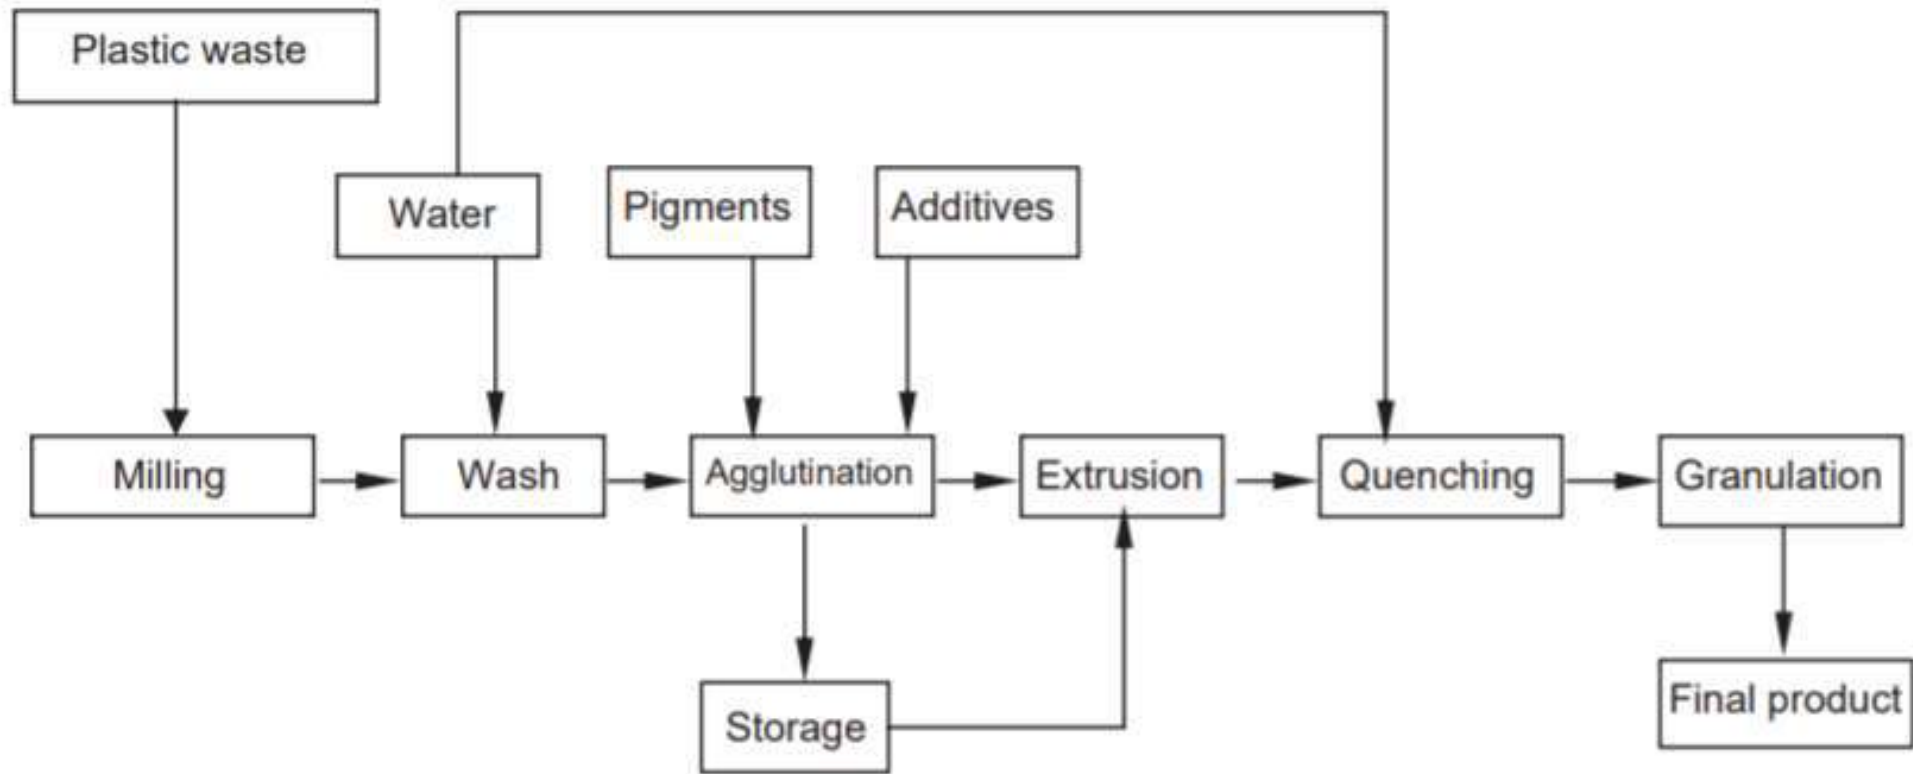 Plastic waste
Water
Pigments
Additives
Milling
Wash
Agglutination
Extrusion
Quenching
Granulation
Storage
Final product